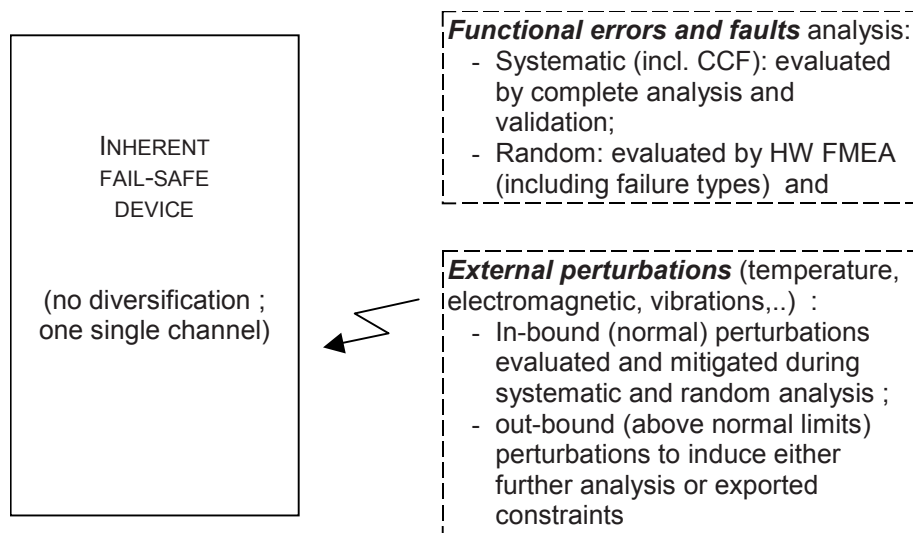 INHERENT
FAIL-SAFE
DEVICE
(no diversification ;
one single channel)
Functional errors and faults analysis:
- Systematic (incl. CCF): evaluated
by complete analysis and
validation;
- Random: evaluated by HW FMEA
(including failure types) and
External perturbations (temperature,
electromagnetic, vibrations,..) :
- In-bound (normal) perturbations
evaluated and mitigated during
systematic and random analysis ;
- out-bound (above normal limits)
perturbations to induce either
further analysis or exported
constraints